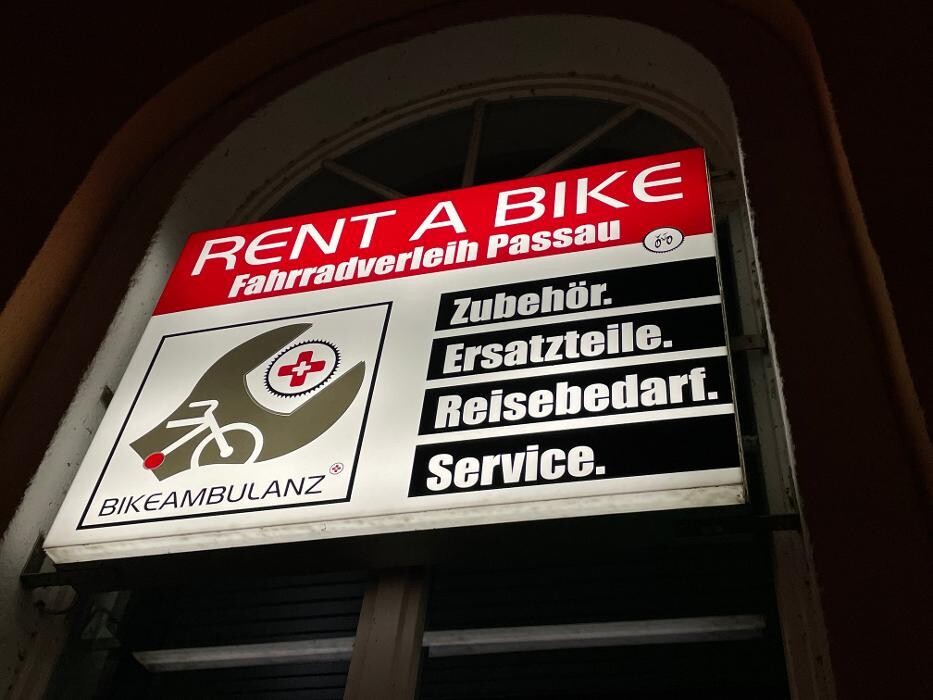 RENT A BIKE
Fahrradverleih Passau
Zubehör.
Ersatzteile.
Reisebedarf.
Service.
BIKEAMBULANZ